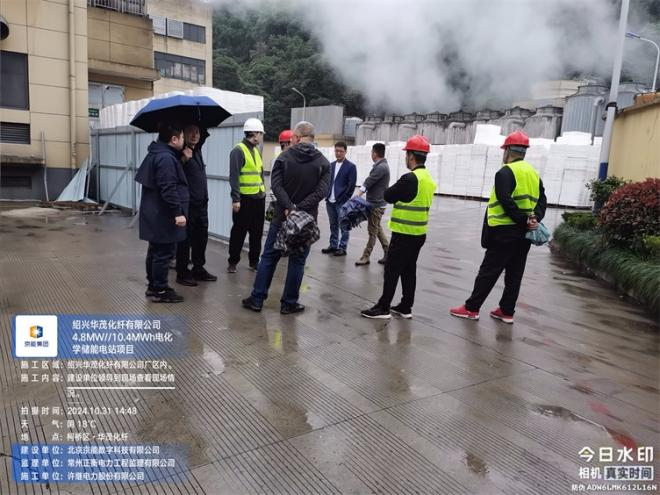 京能集团
绍兴华茂化纤有限公司
4.8MW//10.4MWh电化
学储能电站项目
施工区域：绍兴华茂化纤有限公司厂区内。
施工内容：建设单位领导到现场查看现场情
况。
拍摄时间：2024.10.31 14:48
天 气：阴 18℃
地 点：柯桥区·华茂化纤
建设单位：北京京能数字科技有限公司
监理单位：常州正衡电力工程监理有限公司
施工单位：许继电力股份有限公司
今日水印
相机 真实时间
防伪 ADW6LMK612L16N